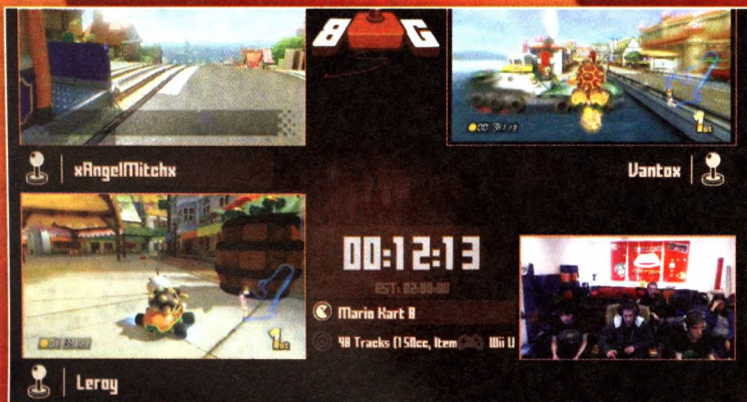 B G
1st
xAngelMitchx
Vantox
1st
00:12:13
EST: 02:00:00
Mario Kart 8
48 Tracks (150cc, Item
Wii U
Leroy